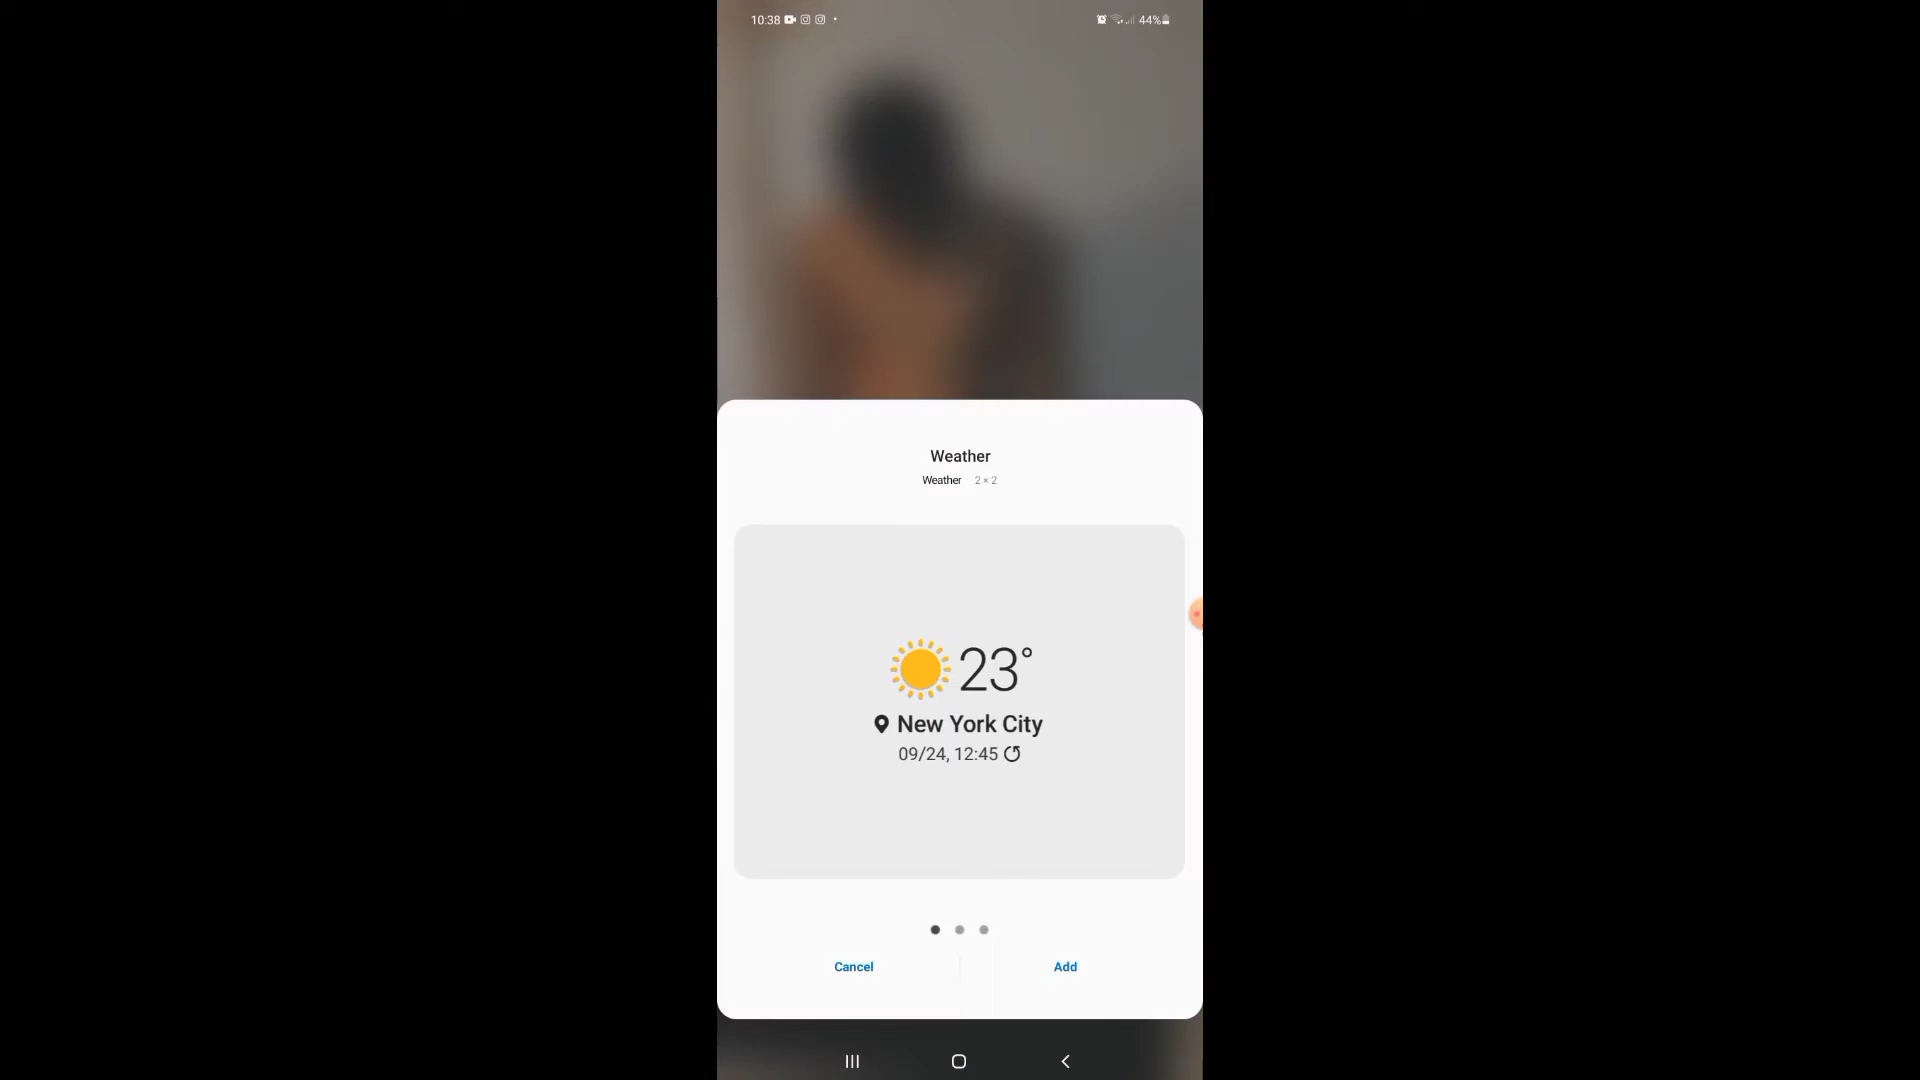 10:38
44%
Weather
Weather 2 × 2
23°
New York City
09/24, 12:45
Cancel
Add